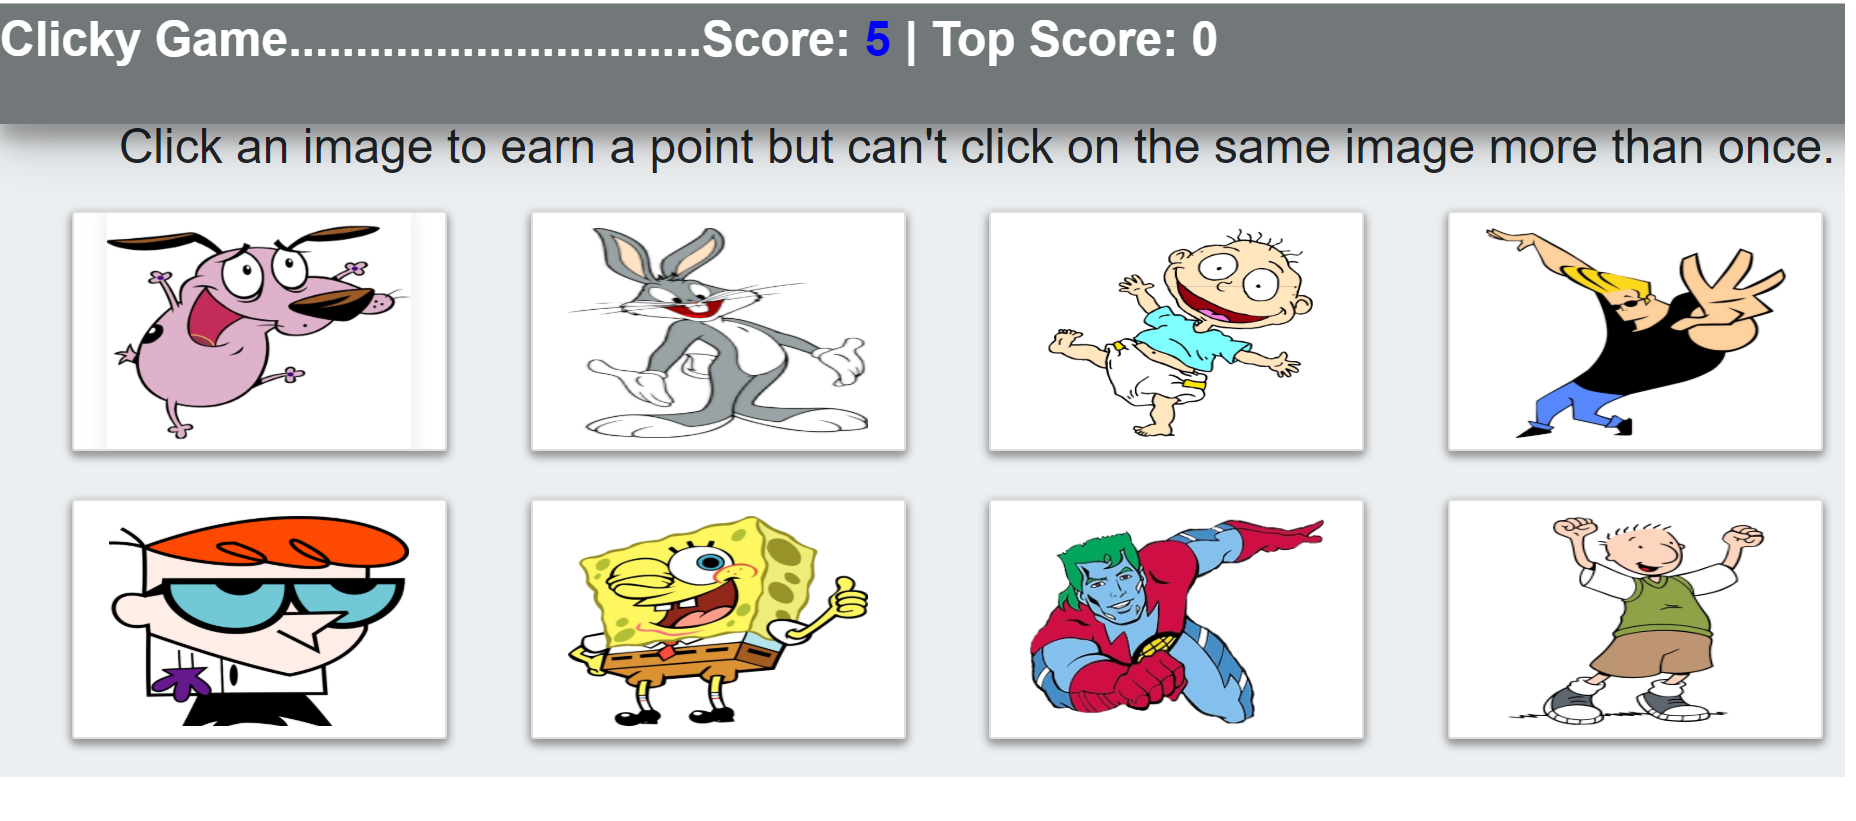 Clicky Game...............................Score: 5 | Top Score: 0
Click an image to earn a point but can't click on the same image more than once.